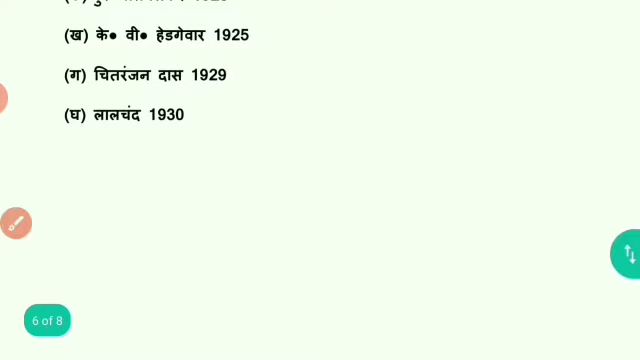 (ख) के● वी● हेडगेवार 1925
(ग) चितरंजन दास 1929
(घ) लालचंद 1930
6 of 8